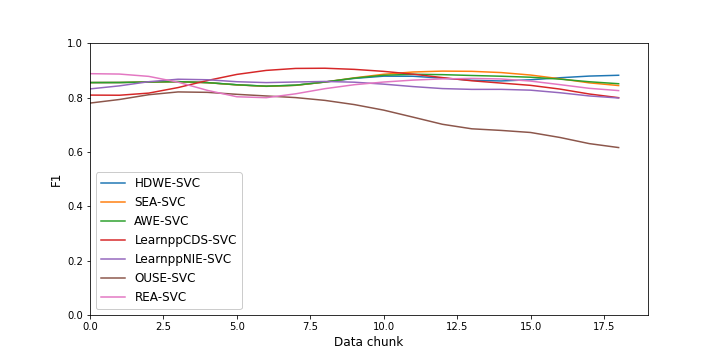 1.0
0.8
0.6
0.4
0.2
0.0
F1
HDWE-SVC
SEA-SVC
AWE-SVC
LearnppCDS-SVC
LearnppNIE-SVC
OUSE-SVC
REA-SVC
0.0 2.5 5.0 7.5 10.0 12.5 15.0 17.5
Data chunk